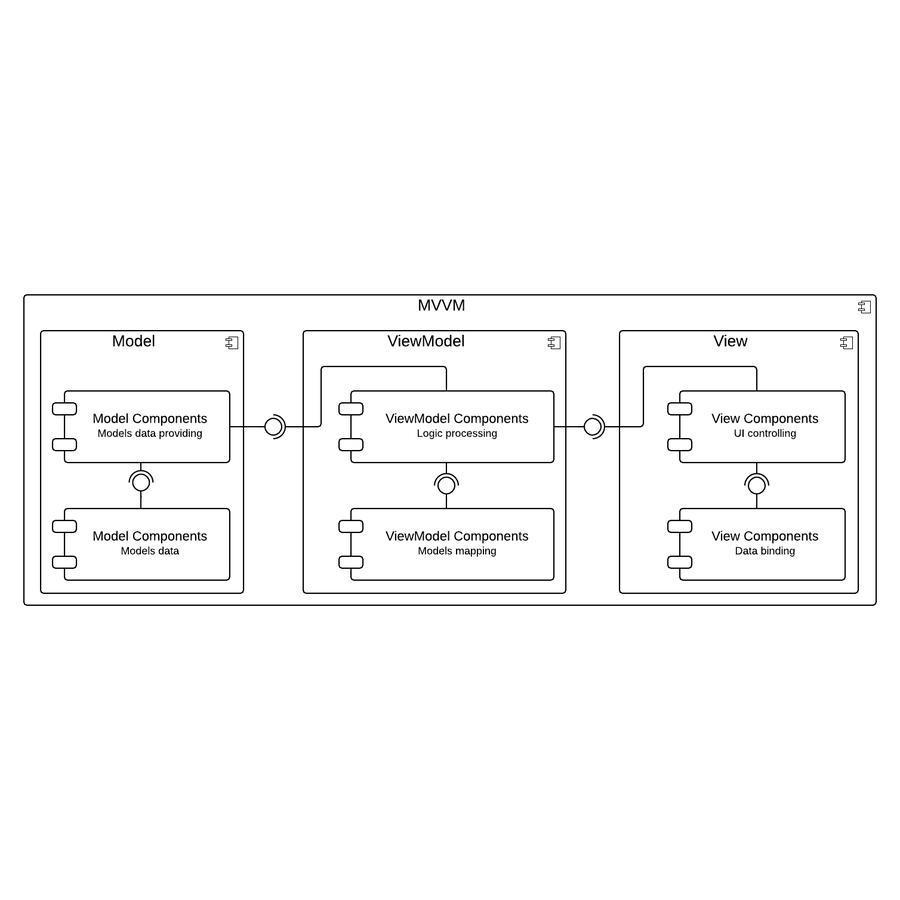 MVVM
Model
ViewModel
View
Model Components
Models data providing
ViewModel Components
Logic processing
View Components
UI controlling
Model Components
Models data
ViewModel Components
Models mapping
View Components
Data binding